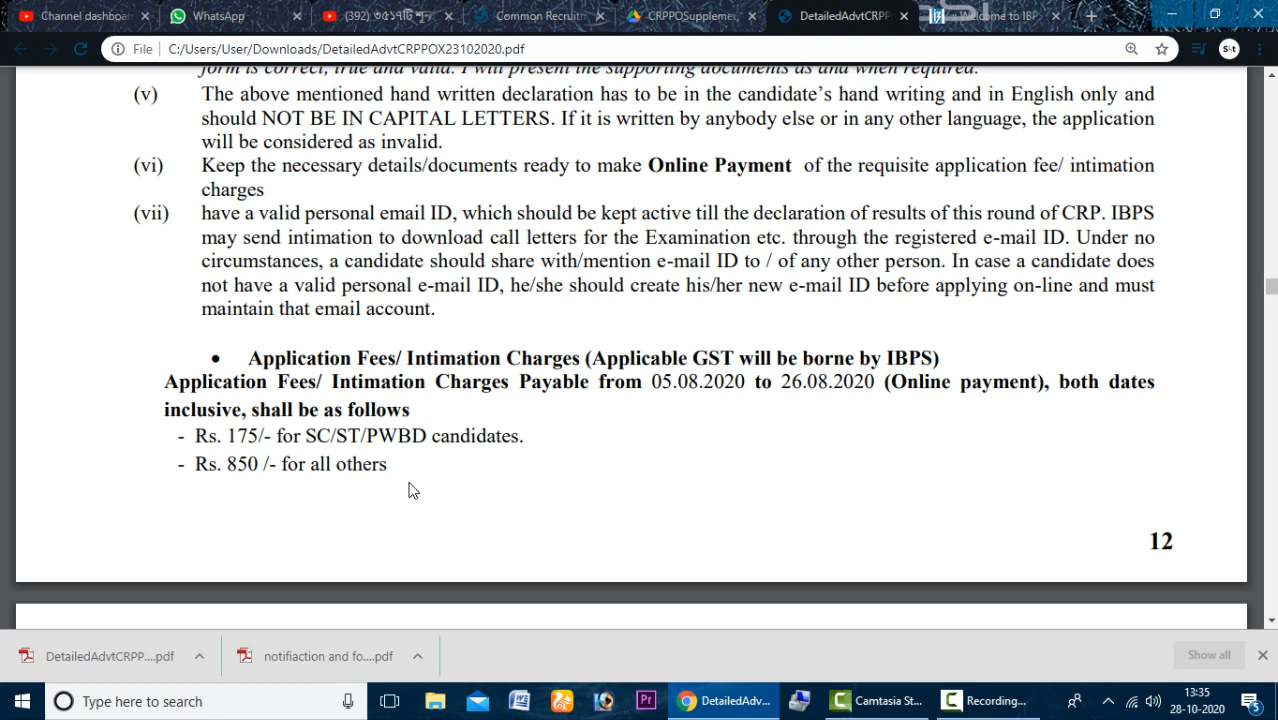 Channel dashboa
WhatsApp
Common Recruitm
CRPPOSuppleme
DetailedAdvtCRPP
Welcome to IBP
File C:/Users/User/Downloads/DetailedAdvtCRPPOX23102020.pdf
form is correct, true and valid. I will present the supporting documents as and when required.
(v) The above mentioned hand written declaration has to be in the candidate's hand writing and in English only and
should NOT BE IN CAPITAL LETTERS. If it is written by anybody else or in any other language, the application
will be considered as invalid.
(vi) Keep the necessary details/documents ready to make Online Payment of the requisite application fee/ intimation
charges
(vii) have a valid personal email ID, which should be kept active till the declaration of results of this round of CRP. IBPS
may send intimation to download call letters for the Examination etc. through the registered e-mail ID. Under no
circumstances, a candidate should share with/mention e-mail ID to / of any other person. In case a candidate does
not have a valid personal e-mail ID, he/she should create his/her new e-mail ID before applying on-line and must
maintain that email account.
• Application Fees/ Intimation Charges (Applicable GST will be borne by IBPS)
Application Fees/ Intimation Charges Payable from 05.08.2020 to 26.08.2020 (Online payment), both dates
inclusive, shall be as follows
- Rs. 175/- for SC/ST/PWBD candidates.
- Rs. 850 /- for all others
12
DetailedAdvtCRPP....pdf
notifiaction and fo....pdf
Show all
Type here to search
DetailedAdv...
Camtasia St...
Recording...
13:35
28-10-2020
5